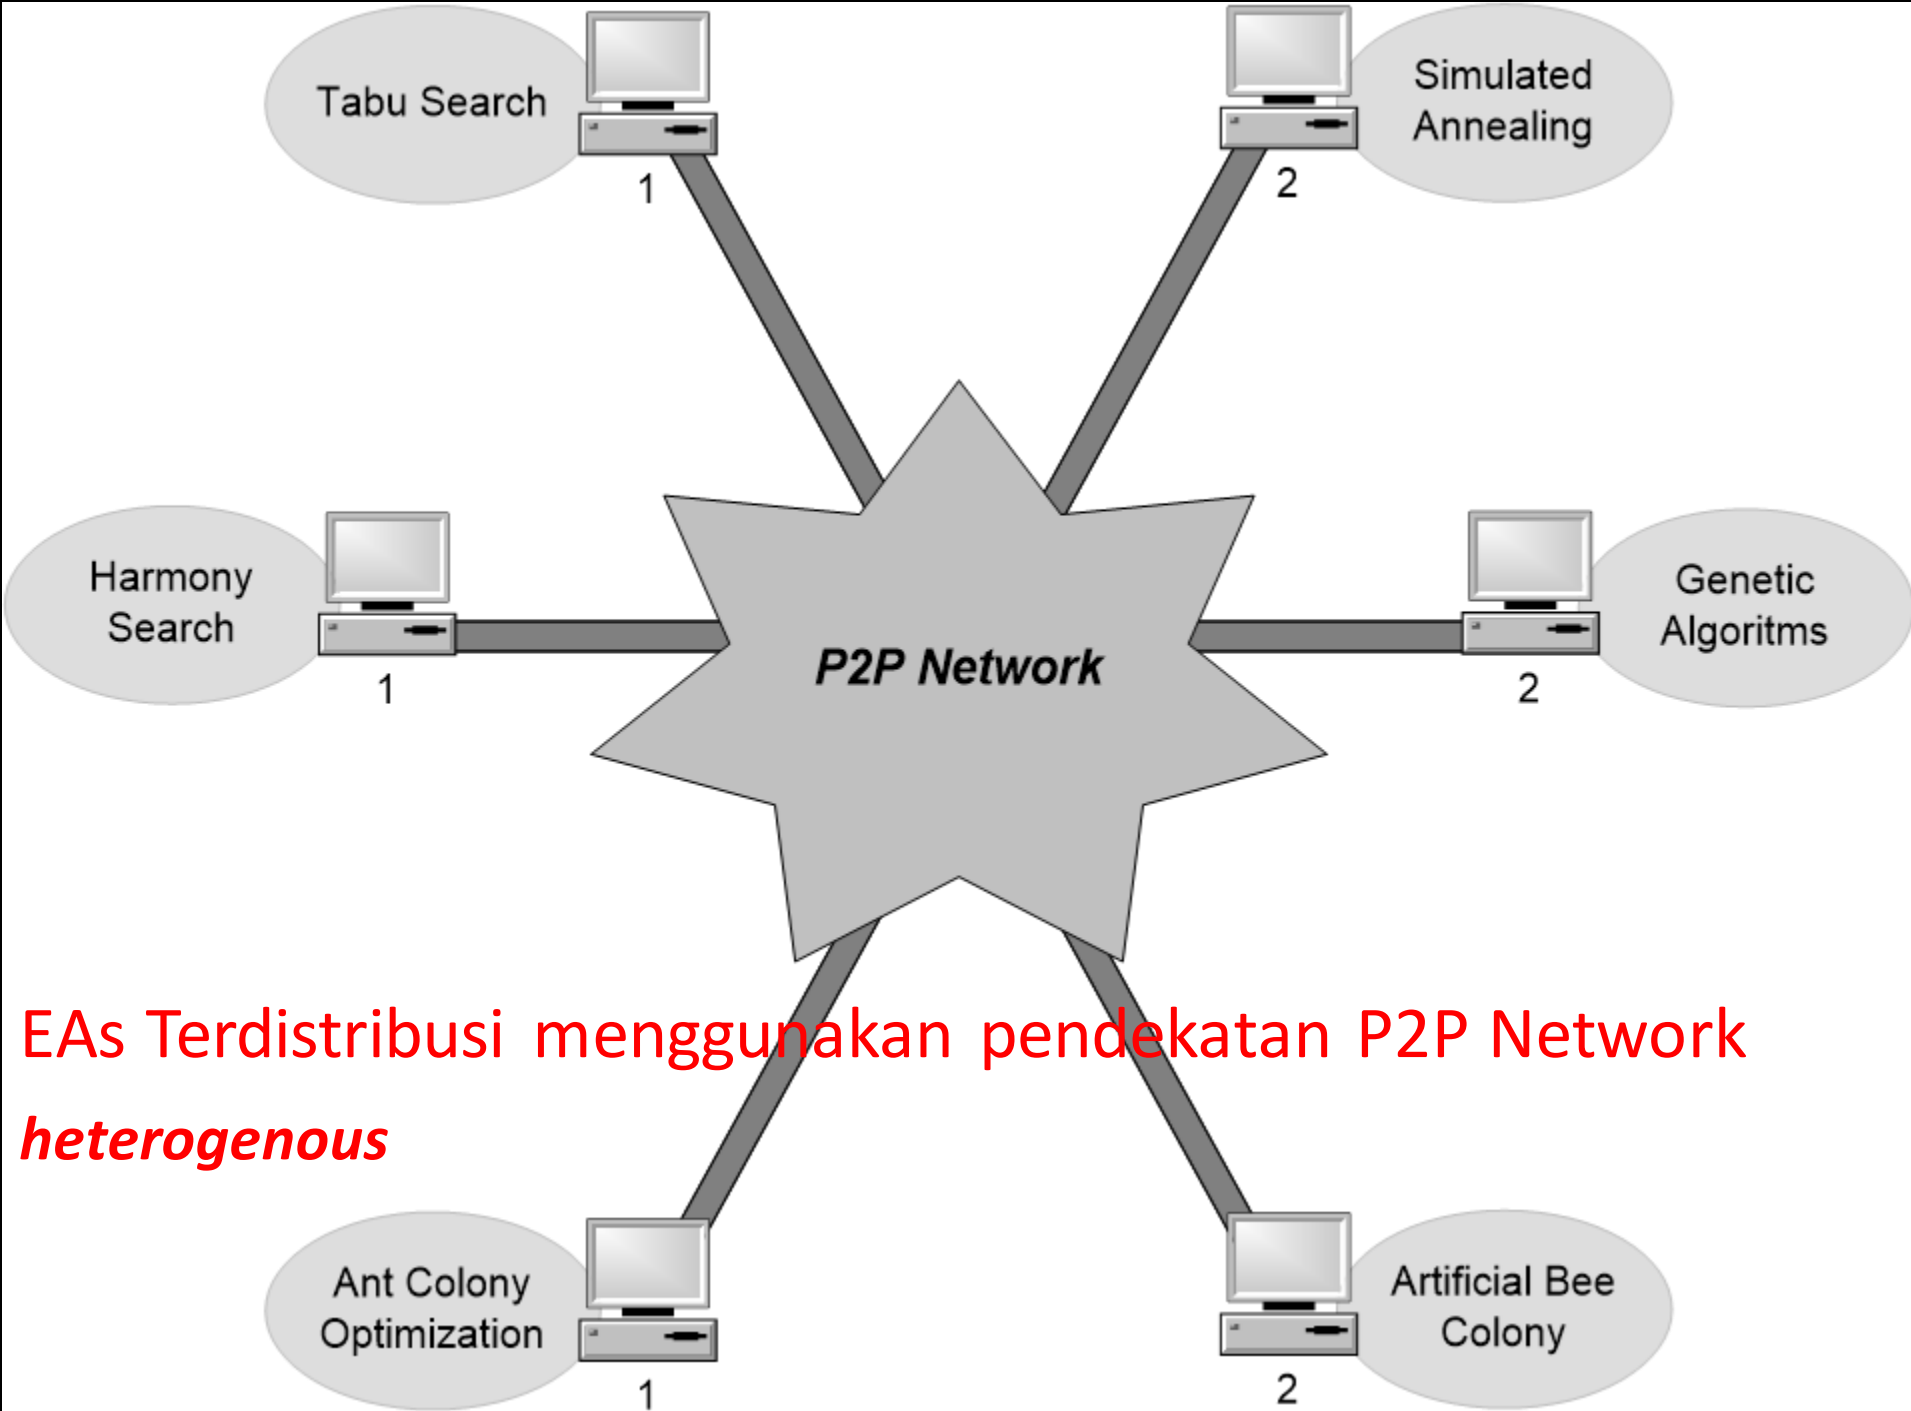 Tabu Search
1
Simulated
Annealing
2
Harmony
Search
1
P2P Network
Genetic
Algoritms
2
EAs Terdistribusi menggunakan pendekatan P2P Network
heterogenous
Ant Colony
Optimization
1
Artificial Bee
Colony
2